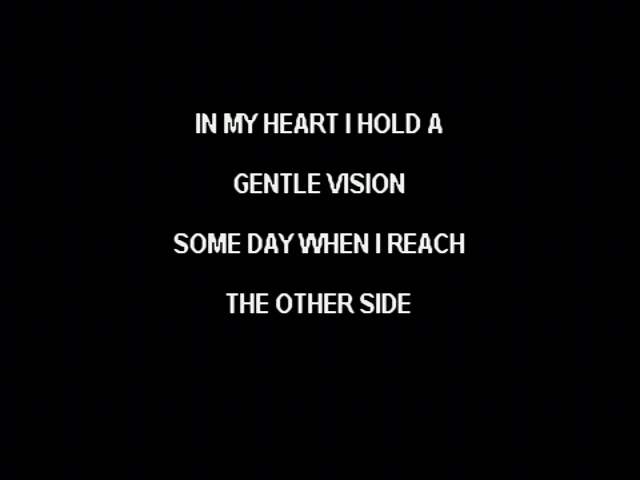 IN MY HEART I HOLD A
GENTLE VISION
SOME DAY WHEN I REACH
THE OTHER SIDE